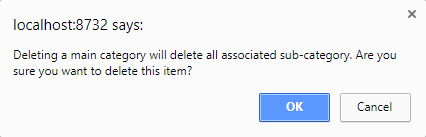 localhost:8732 says:
Deleting a main category will delete all associated sub-category. Are you
sure you want to delete this item?
OK Cancel